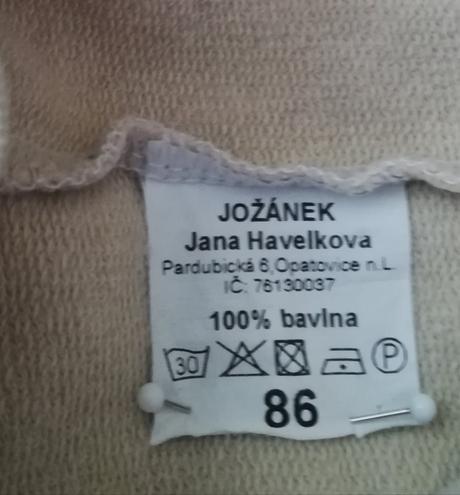 JOŽÁNEK
Jana Havelkova
Pardubická 6,Opatovice n.L.
IČ: 76130037
100% bavlna
30 P
86